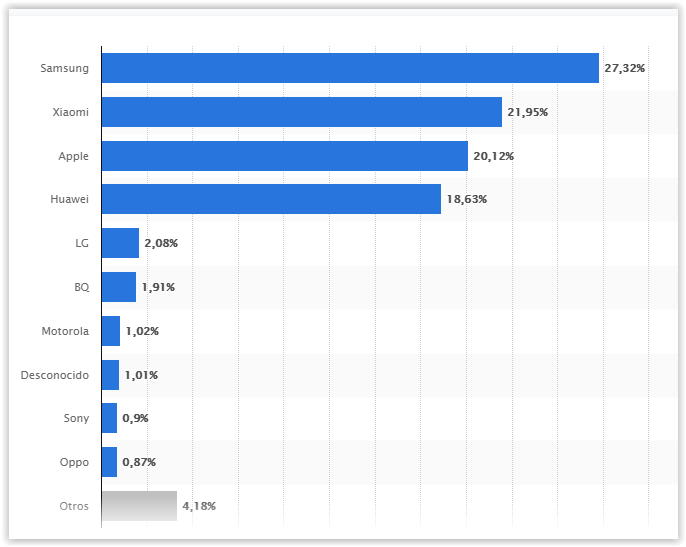 Samsung 27,32%
Xiaomi 21,95%
Apple 20,12%
Huawei 18,63%
LG 2,08%
BQ 1,91%
Motorola 1,02%
Desconocido 1,01%
Sony 0,9%
Oppo 0,87%
Otros 4,18%